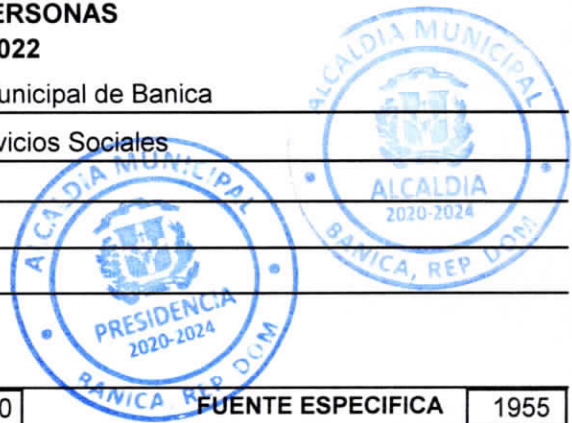 ERSONAS
022
unicipal de Banica
vicios Sociales
ALCALDIA MUNICIPAL
ALCALDIA
2020-2024
BANICA, REP DOM
ALCALDIA MUNICIPAL
PRESIDENCIA
2020-2024
BANICA REP DOM
0 FUENTE ESPECIFICA 1955